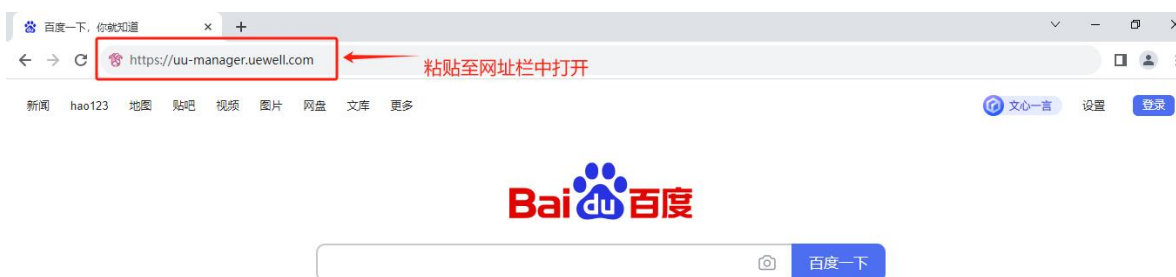 百度一下，你就知道
https://uu-manager.uewell.com
粘贴至网址栏中打开
新闻 hao123 地图 贴吧 视频 图片 网盘 文库 更多 文心一言 设置 登录
Bai du 百度
百度一下